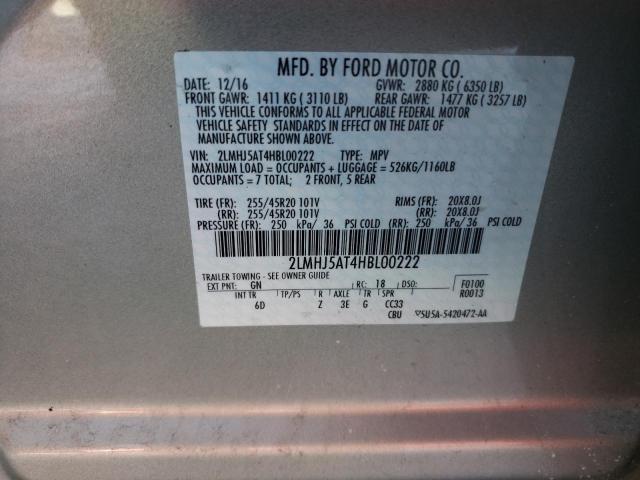 MFD. BY FORD MOTOR CO.
DATE: 12/16 GVWR: 2880 KG ( 6350 LB)
FRONT GAWR: 1411 KG ( 3110 LB) REAR GAWR: 1477 KG ( 3257 LB)
THIS VEHICLE CONFORMS TO ALL APPLICABLE FEDERAL MOTOR
VEHICLE SAFETY STANDARDS IN EFFECT ON THE DATE OF
MANUFACTURE SHOWN ABOVE.
VIN: 2LMHJ5AT4HBL00222 TYPE: MPV
MAXIMUM LOAD = OCCUPANTS + LUGGAGE = 526KG/1160LB
OCCUPANTS = 7 TOTAL; 2 FRONT, 5 REAR
TIRE (FR): 255/45R20 101V RIMS (FR): 20X8.0J
(RR): 255/45R20 101V (RR): 20X8.0J
PRESSURE (FR): 250 kPa/ 36 PSI COLD (RR): 250 kPa/ 36 PSI COLD
2LMHJ5AT4HBL00222
TRAILER TOWING - SEE OWNER GUIDE
EXT PNT: GN RC: 18 DSO: F0100
INT TR TP/PS R AXLE TR SPR R0013
6D Z 3E G CC33
CBU 5U5A-5420472-AA